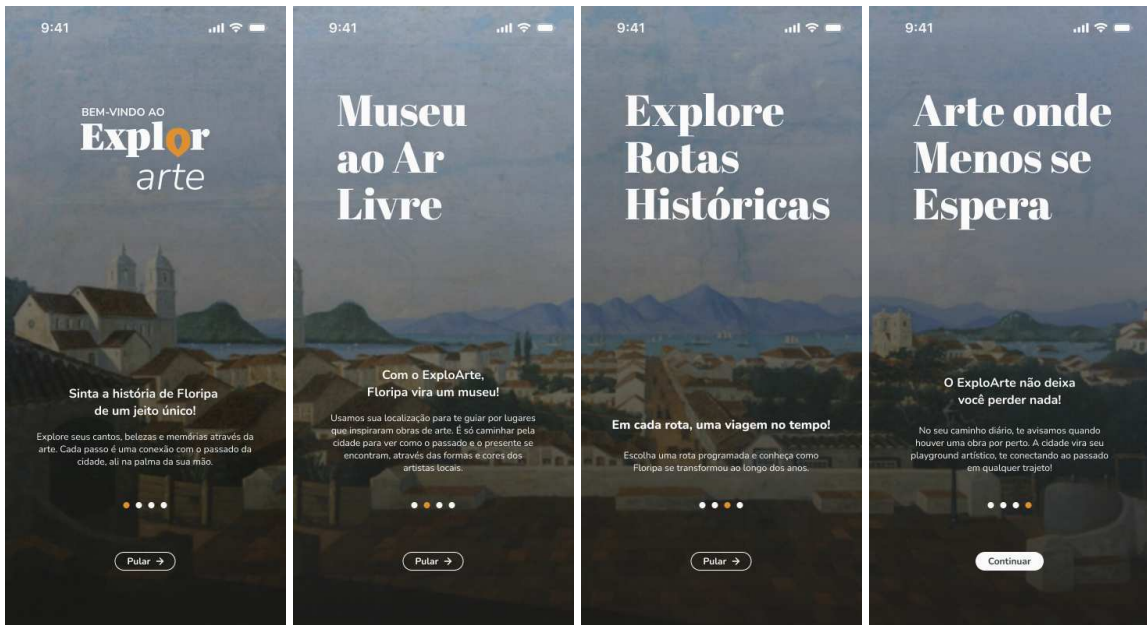 9:41
BEM-VINDO AO
Explor
arte
Sinta a história de Floripa
de um jeito único!
Explore seus cantos, belezas e memórias através da
arte. Cada passo é uma conexão com o passado da
cidade, ali na palma da sua mão.
Pular →
9:41
Museu
ao Ar
Livre
Com o ExploArte,
Floripa vira um museu!
Usamos sua localização para te guiar por lugares
que inspiraram obras de arte. É só caminhar pela
cidade para ver como o passado e o presente se
encontram, através das formas e cores dos
artistas locais.
Pular →
9:41
Explore
Rotas
Históricas
Em cada rota, uma viagem no tempo!
Escolha uma rota programada e conheça como
Floripa se transformou ao longo dos anos.
Pular →
9:41
Arte onde
Menos se
Espera
O ExploArte não deixa
você perder nada!
No seu caminho diário, te avisamos quando
houver uma obra por perto. A cidade vira seu
playground artístico, te conectando ao passado
em qualquer trajeto!
Continuar